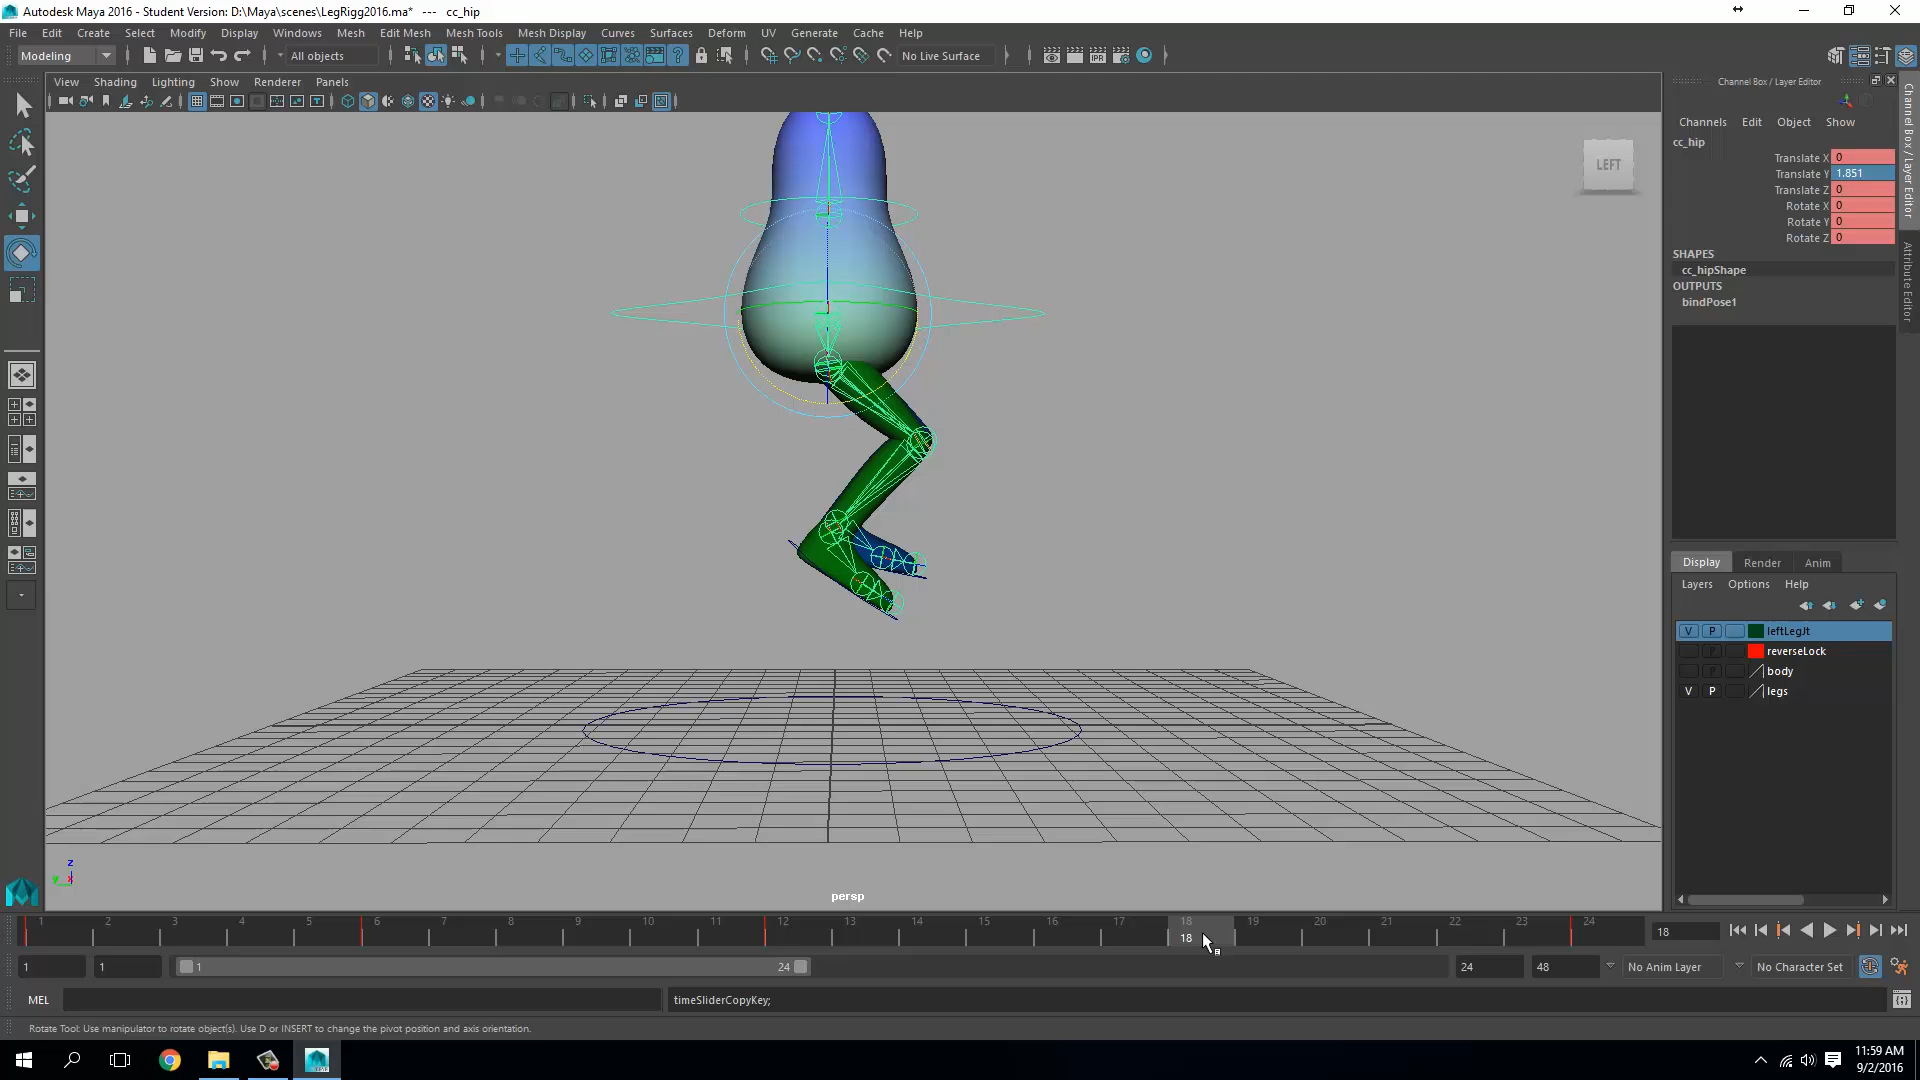 Autodesk Maya 2016 - Student Version: D:\Maya\scenes\LegRigg2016.ma* --- cc_hip
File Edit Create Select Modify Display Windows Mesh Edit Mesh Mesh Tools Mesh Display Curves Surfaces Deform UV Generate Cache Help
Modeling All objects No Live Surface
View Shading Lighting Show Renderer Panels
Channel Box / Layer Editor
Channels Edit Object Show
cc_hip
Translate X 0
Translate Y 1.851
Translate Z 0
Rotate X 0
Rotate Y 0
Rotate Z 0
SHAPES
cc_hipShape
OUTPUTS
bindPose1
Channel Box / Layer Editor
Attribute Editor
LEFT
Display Render Anim
Layers Options Help
V P leftLegJt
P reverseLock
P body
V P legs
z
y x
persp
1 2 3 4 5 6 7 8 9 10 11 12 13 14 15 16 17 18 19 20 21 22 23 24
18
18
1 1 1 24 24 48 No Anim Layer No Character Set
MEL timeSliderCopyKey;
Rotate Tool: Use manipulator to rotate object(s). Use D or INSERT to change the pivot position and axis orientation.
11:59 AM
9/2/2016